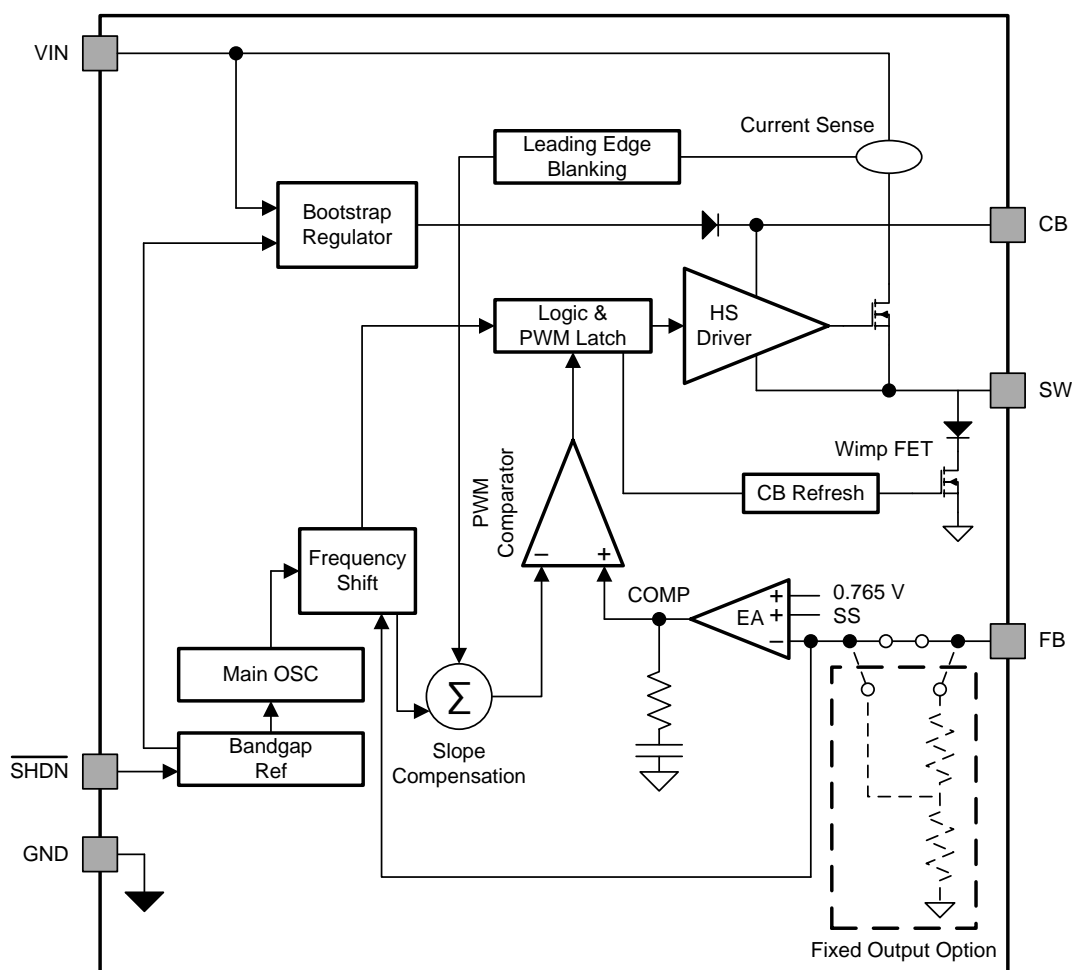 VIN
Current Sense
Leading Edge
Blanking
Bootstrap
Regulator
CB
Logic &
PWM Latch
HS
Driver
SW
Wimp FET
PWM
Comparator
CB Refresh
− +
Frequency
Shift
COMP
EA
+ 0.765 V
+ SS
−
FB
Main OSC
Σ
Bandgap
Ref
Slope
Compensation
SHDN
GND
Fixed Output Option